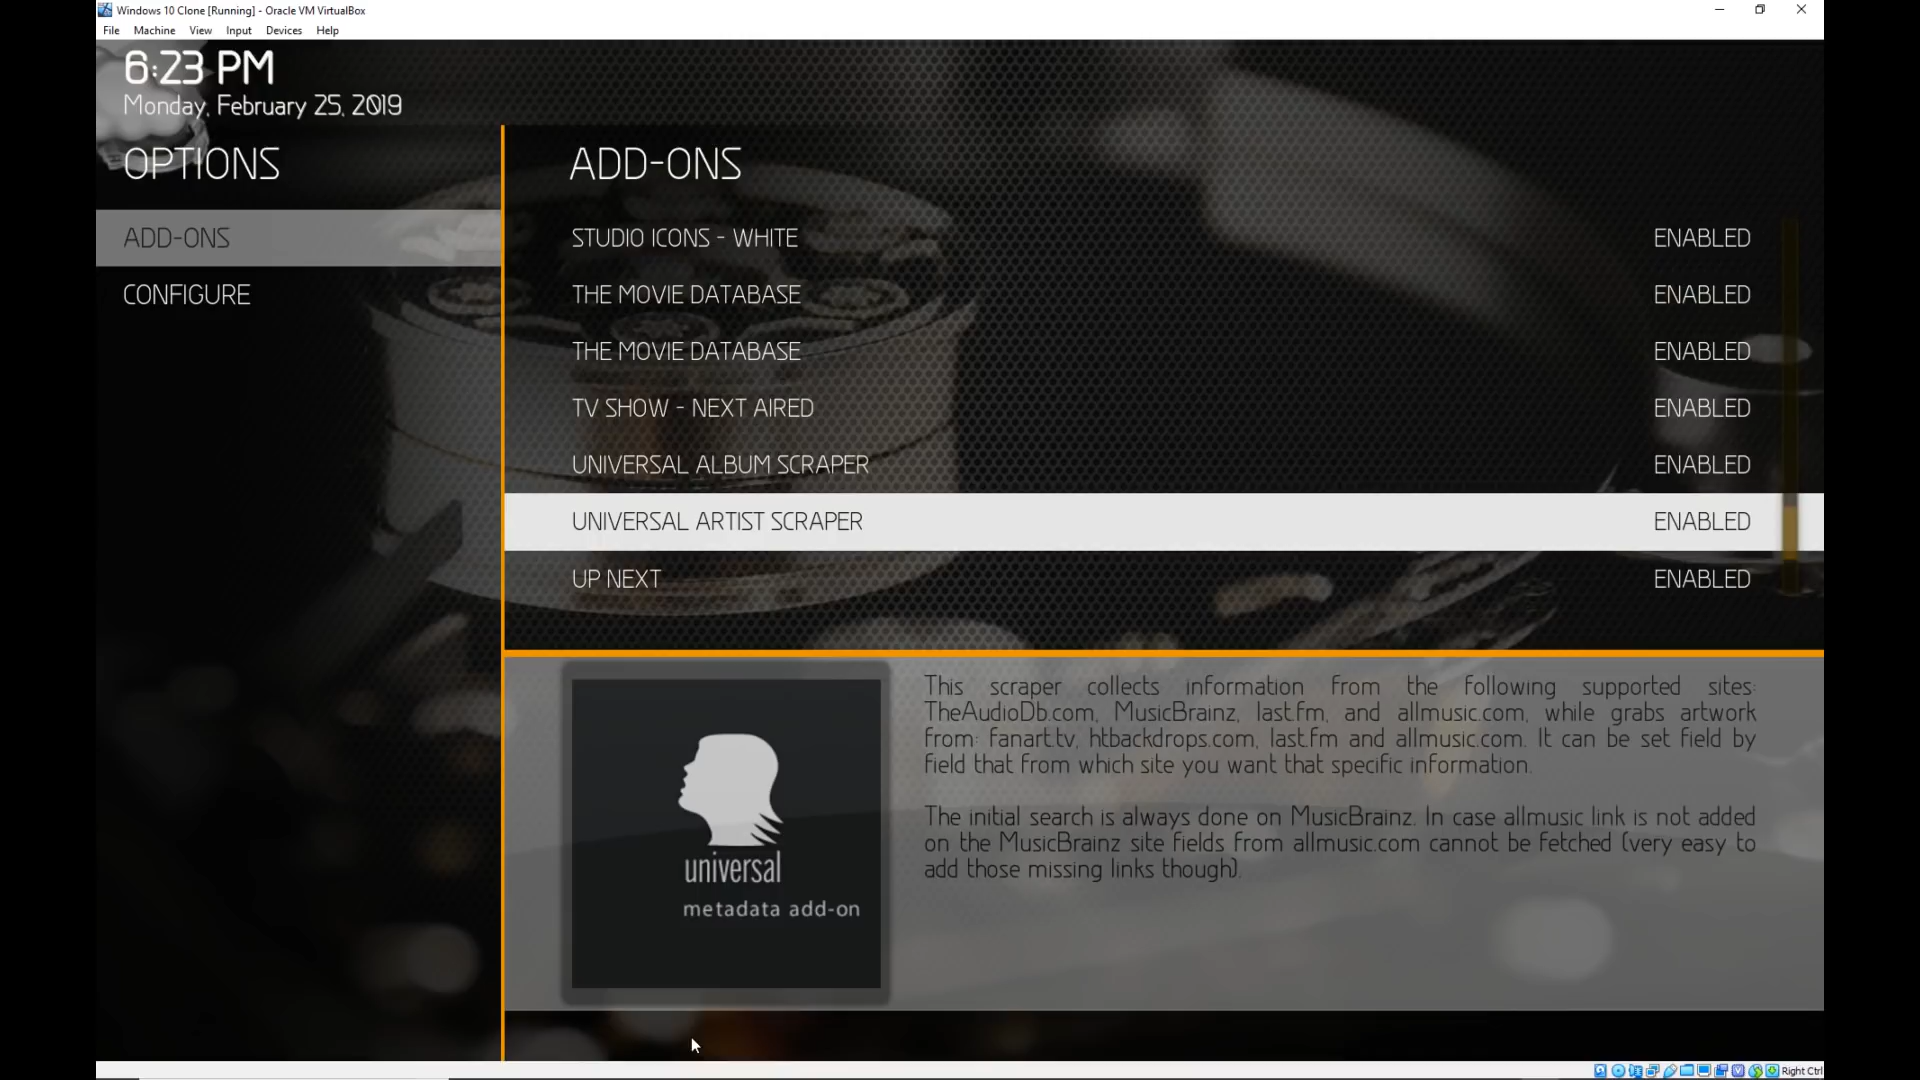 Windows 10 Clone [Running] - Oracle VM VirtualBox
File Machine View Input Devices Help
6:23 PM
Monday, February 25, 2019
OPTIONS
ADD-ONS
CONFIGURE
ADD-ONS
STUDIO ICONS - WHITE ENABLED
THE MOVIE DATABASE ENABLED
THE MOVIE DATABASE ENABLED
TV SHOW - NEXT AIRED ENABLED
UNIVERSAL ALBUM SCRAPER ENABLED
UNIVERSAL ARTIST SCRAPER ENABLED
UP NEXT ENABLED
universal
metadata add-on
This scraper collects information from the following supported sites:
TheAudioDb.com, MusicBrainz, last.fm, and allmusic.com, while grabs artwork
from: fanart.tv, htbackdrops.com, last.fm and allmusic.com. It can be set field by
field that from which site you want that specific information.
The initial search is always done on MusicBrainz. In case allmusic link is not added
on the MusicBrainz site fields from allmusic.com cannot be fetched (very easy to
add those missing links though).
Right Ctrl